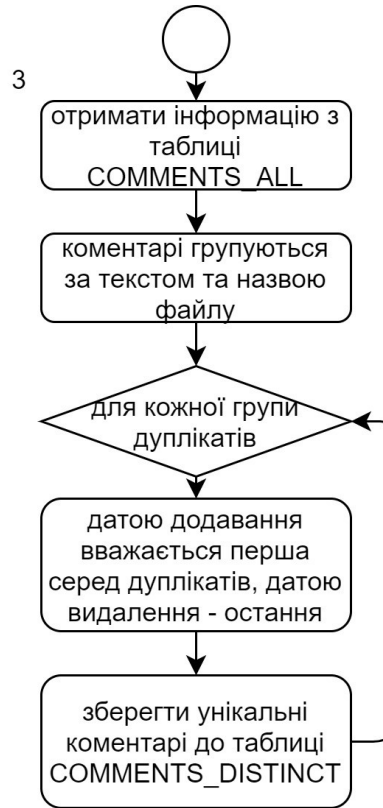 3
отримати інформацію з
таблиці
COMMENTS_ALL
коментарі групуються
за текстом та назвою
файлу
для кожної групи
дуплікатів
датою додавання
вважається перша
серед дуплікатів, датою
видалення - остання
зберегти унікальні
коментарі до таблиці
COMMENTS_DISTINCT